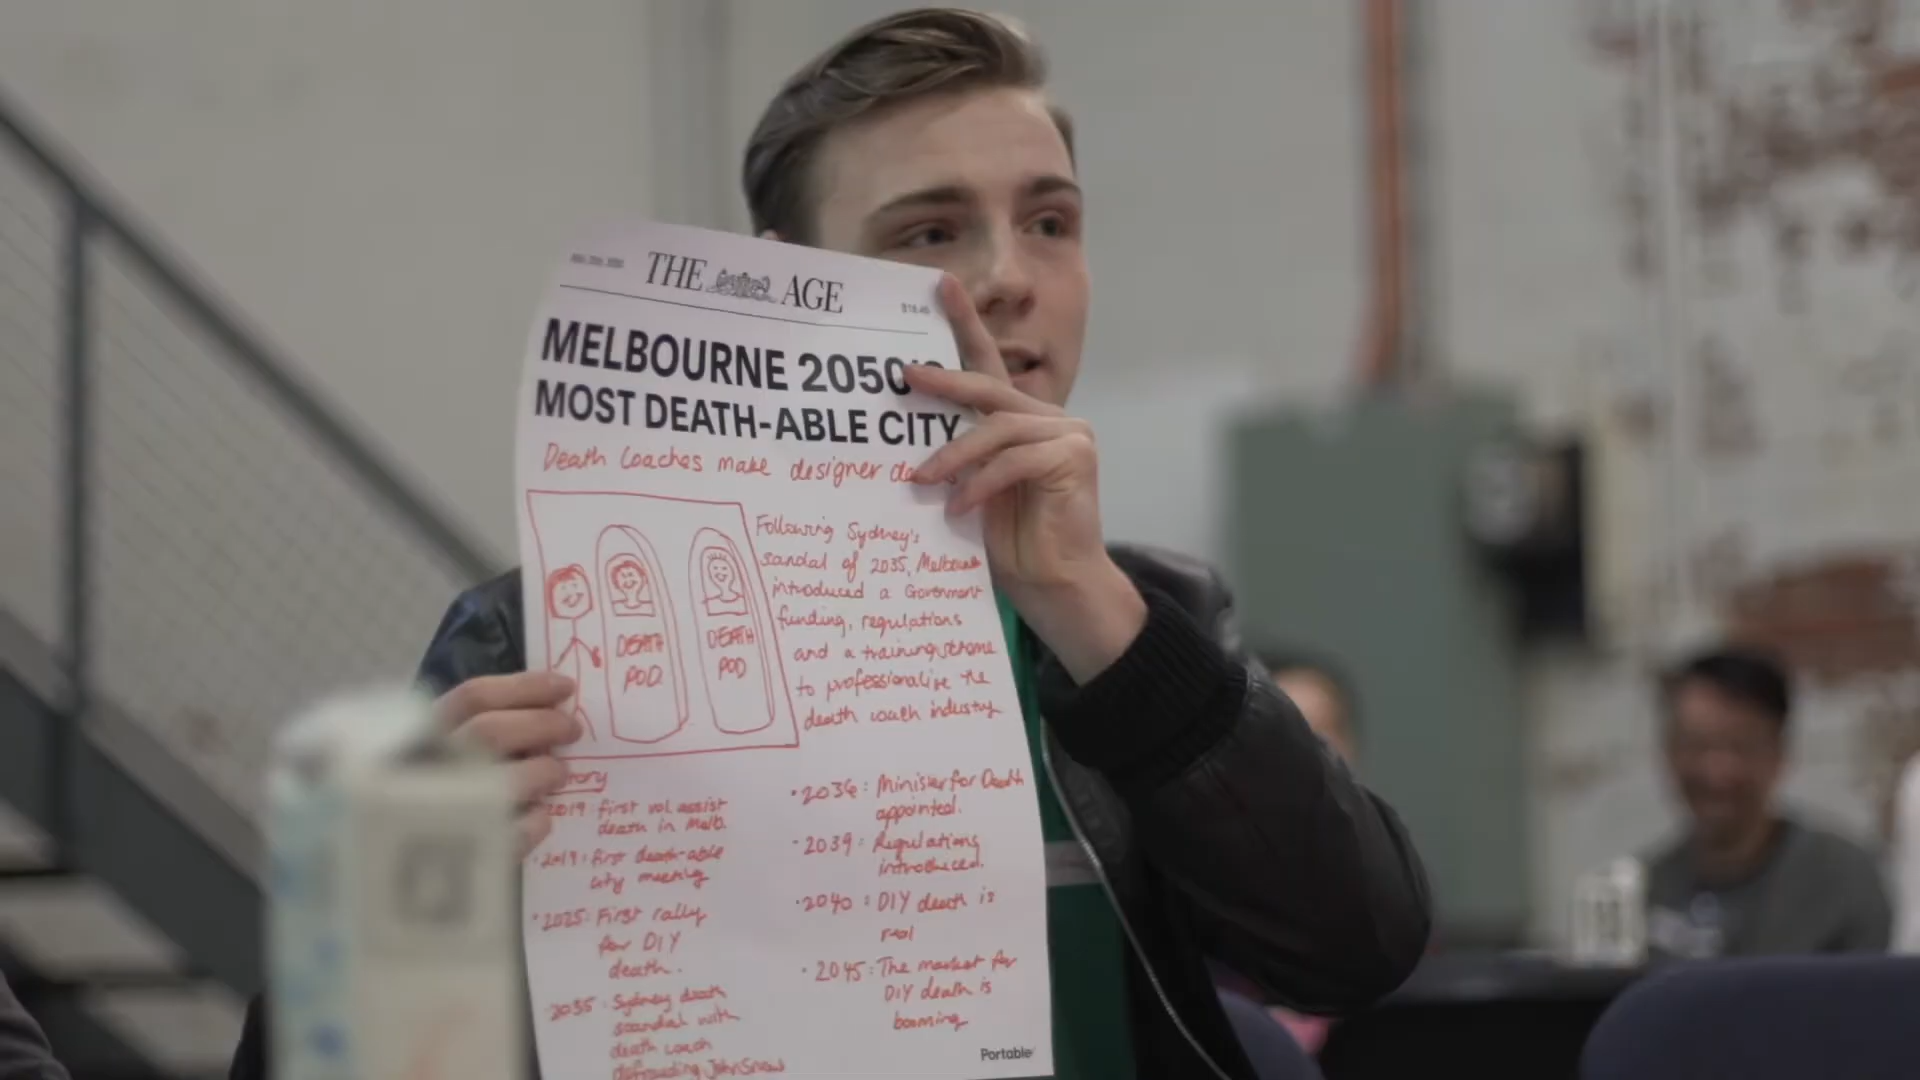 THE AGE
MELBOURNE 2050'S
MOST DEATH-ABLE CITY
Death Coaches make designer
DEATH
POD
DEATH
POD
Following Sydney's
sandal of 2035, Melbourne
introduced a Government
funding, regulations
and a training scheme
to professionalise the
death coach industry
2019: first vol. assist
death in Melb.
2019: first death-able
city meeting
• 2025: First rally
for DIY
death.
2035: Sydney death
scandal with
death coach
defrauding John Snow
• 2036: Minister for Death
appointed.
• 2039: Regulations
introduced.
• 2040: DIY death is
real
• 2045: The market for
DIY death is
booming
Portable